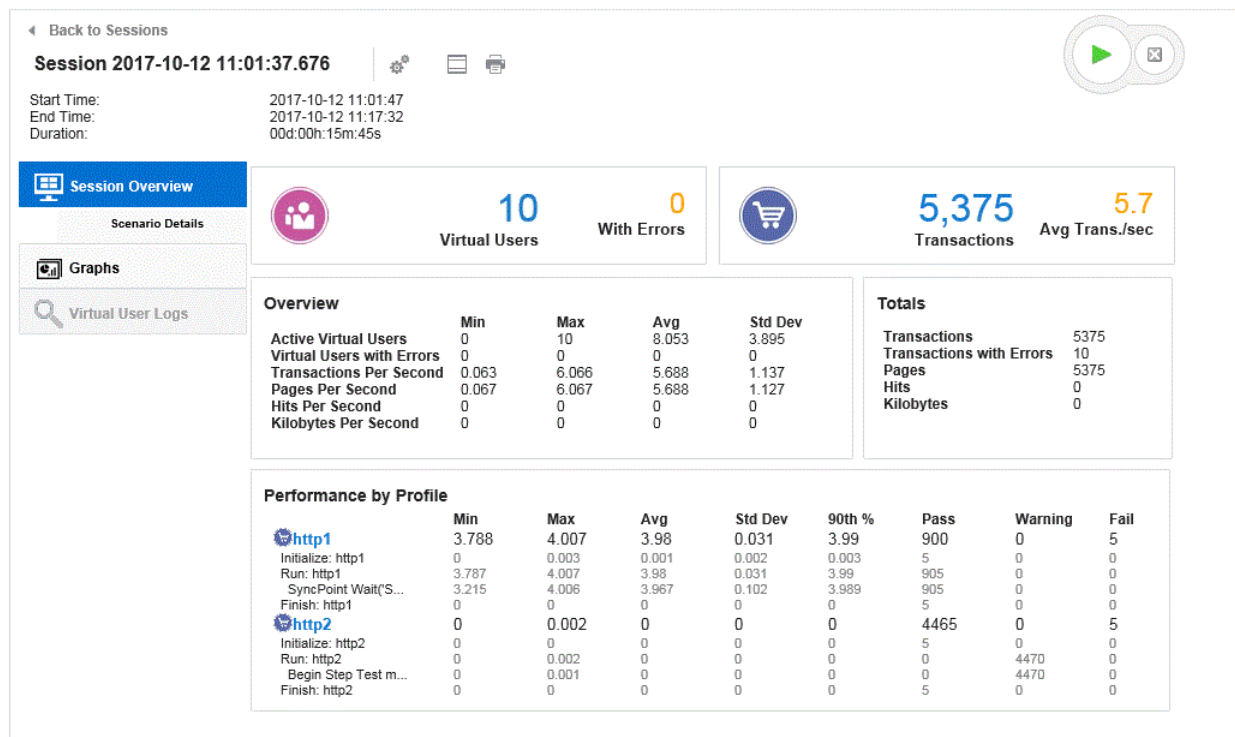 Back to Sessions
Session 2017-10-12 11:01:37.676
Start Time: 2017-10-12 11:01:47
End Time: 2017-10-12 11:17:32
Duration: 00d:00h:15m:45s
Session Overview
Scenario Details
Graphs
Virtual User Logs
10 0
Virtual Users With Errors
5,375 5.7
Transactions Avg Trans./sec
Overview
Min Max Avg Std Dev
Active Virtual Users 0 10 8.053 3.895
Virtual Users with Errors 0 0 0 0
Transactions Per Second 0.063 6.066 5.688 1.137
Pages Per Second 0.067 6.067 5.688 1.127
Hits Per Second 0 0 0 0
Kilobytes Per Second 0 0 0 0
Totals
Transactions 5375
Transactions with Errors 10
Pages 5375
Hits 0
Kilobytes 0
Performance by Profile
Min Max Avg Std Dev 90th % Pass Warning Fail
http1 3.788 4.007 3.98 0.031 3.99 900 0 5
Initialize: http1 0 0.003 0.001 0.002 0.003 5 0 0
Run: http1 3.787 4.007 3.98 0.031 3.99 905 0 0
SyncPoint Wait('S... 3.215 4.006 3.967 0.102 3.989 905 0 0
Finish: http1 0 0 0 0 0 5 0 0
http2 0 0.002 0 0 0 4465 0 5
Initialize: http2 0 0 0 0 0 5 0 0
Run: http2 0 0.002 0 0 0 0 4470 0
Begin Step Test m... 0 0.001 0 0 0 0 4470 0
Finish: http2 0 0 0 0 0 5 0 0